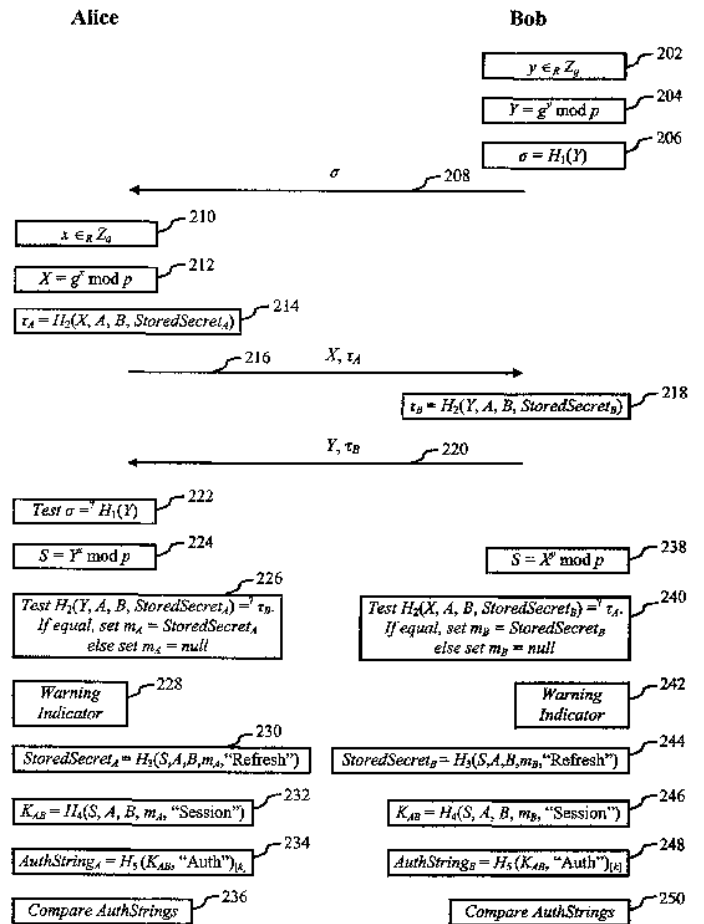 Alice
Bob
202
y ∈R Zq
204
Y = g^y mod p
206
σ = H1(Y)
σ
208
210
x ∈R Zq
212
X = g^x mod p
214
τA = H2(X, A, B, StoredSecretA)
216
X, τA
218
τB = H2(Y, A, B, StoredSecretB)
Y, τB
220
222
Test σ =? H1(Y)
224
S = Y^x mod p
238
S = X^y mod p
226
Test H2(Y, A, B, StoredSecretA) =? τB.
If equal, set mA = StoredSecretA
else set mA = null
240
Test H2(X, A, B, StoredSecretB) =? τA.
If equal, set mB = StoredSecretB
else set mB = null
228
Warning
Indicator
242
Warning
Indicator
230
StoredSecretA = H3(S,A,B,mA,“Refresh”)
244
StoredSecretB = H3(S,A,B,mB,“Refresh”)
232
KAB = H4(S, A, B, mA, “Session”)
246
KAB = H4(S, A, B, mB, “Session”)
234
AuthStringA = H5 (KAB, “Auth”)[k]
248
AuthStringB = H5 (KAB, “Auth”)[k]
236
Compare AuthStrings
250
Compare AuthStrings